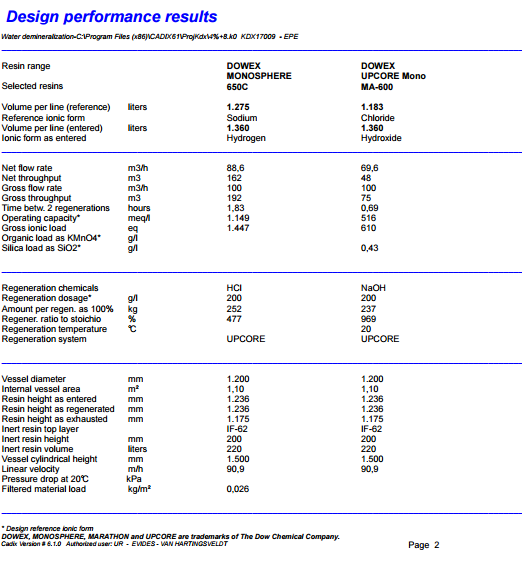 Design performance results
Water demineralization-C:\Program Files (x86)\CADIX61\ProjKdx\4%+8.k0 KDX17009 - EPE
Resin range DOWEX DOWEX
MONOSPHERE UPCORE Mono
Selected resins 650C MA-600
Volume per line (reference) liters 1.275 1.183
Reference ionic form Sodium Chloride
Volume per line (entered) liters 1.360 1.360
Ionic form as entered Hydrogen Hydroxide
Net flow rate m3/h 88,6 69,6
Net throughput m3 162 48
Gross flow rate m3/h 100 100
Gross throughput m3 192 75
Time betw. 2 regenerations hours 1,83 0,69
Operating capacity* meq/l 1.149 516
Gross ionic load eq 1.447 610
Organic load as KMnO4* g/l
Silica load as SiO2* g/l 0,43
Regeneration chemicals HCl NaOH
Regeneration dosage* g/l 200 200
Amount per regen. as 100% kg 252 237
Regener. ratio to stoichio % 477 969
Regeneration temperature °C 20
Regeneration system UPCORE UPCORE
Vessel diameter mm 1.200 1.200
Internal vessel area m² 1,10 1,10
Resin height as entered mm 1.236 1.236
Resin height as regenerated mm 1.236 1.236
Resin height as exhausted mm 1.175 1.175
Inert resin top layer IF-62 IF-62
Inert resin height mm 200 200
Inert resin volume liters 220 220
Vessel cylindrical height mm 1.500 1.500
Linear velocity m/h 90,9 90,9
Pressure drop at 20°C kPa
Filtered material load kg/m² 0,026
* Design reference ionic form
DOWEX, MONOSPHERE, MARATHON and UPCORE are trademarks of The Dow Chemical Company.
Cadix Version # 6.1.0 Authorized user: UR - EVIDES - VAN HARTINGSVELDT
Page 2